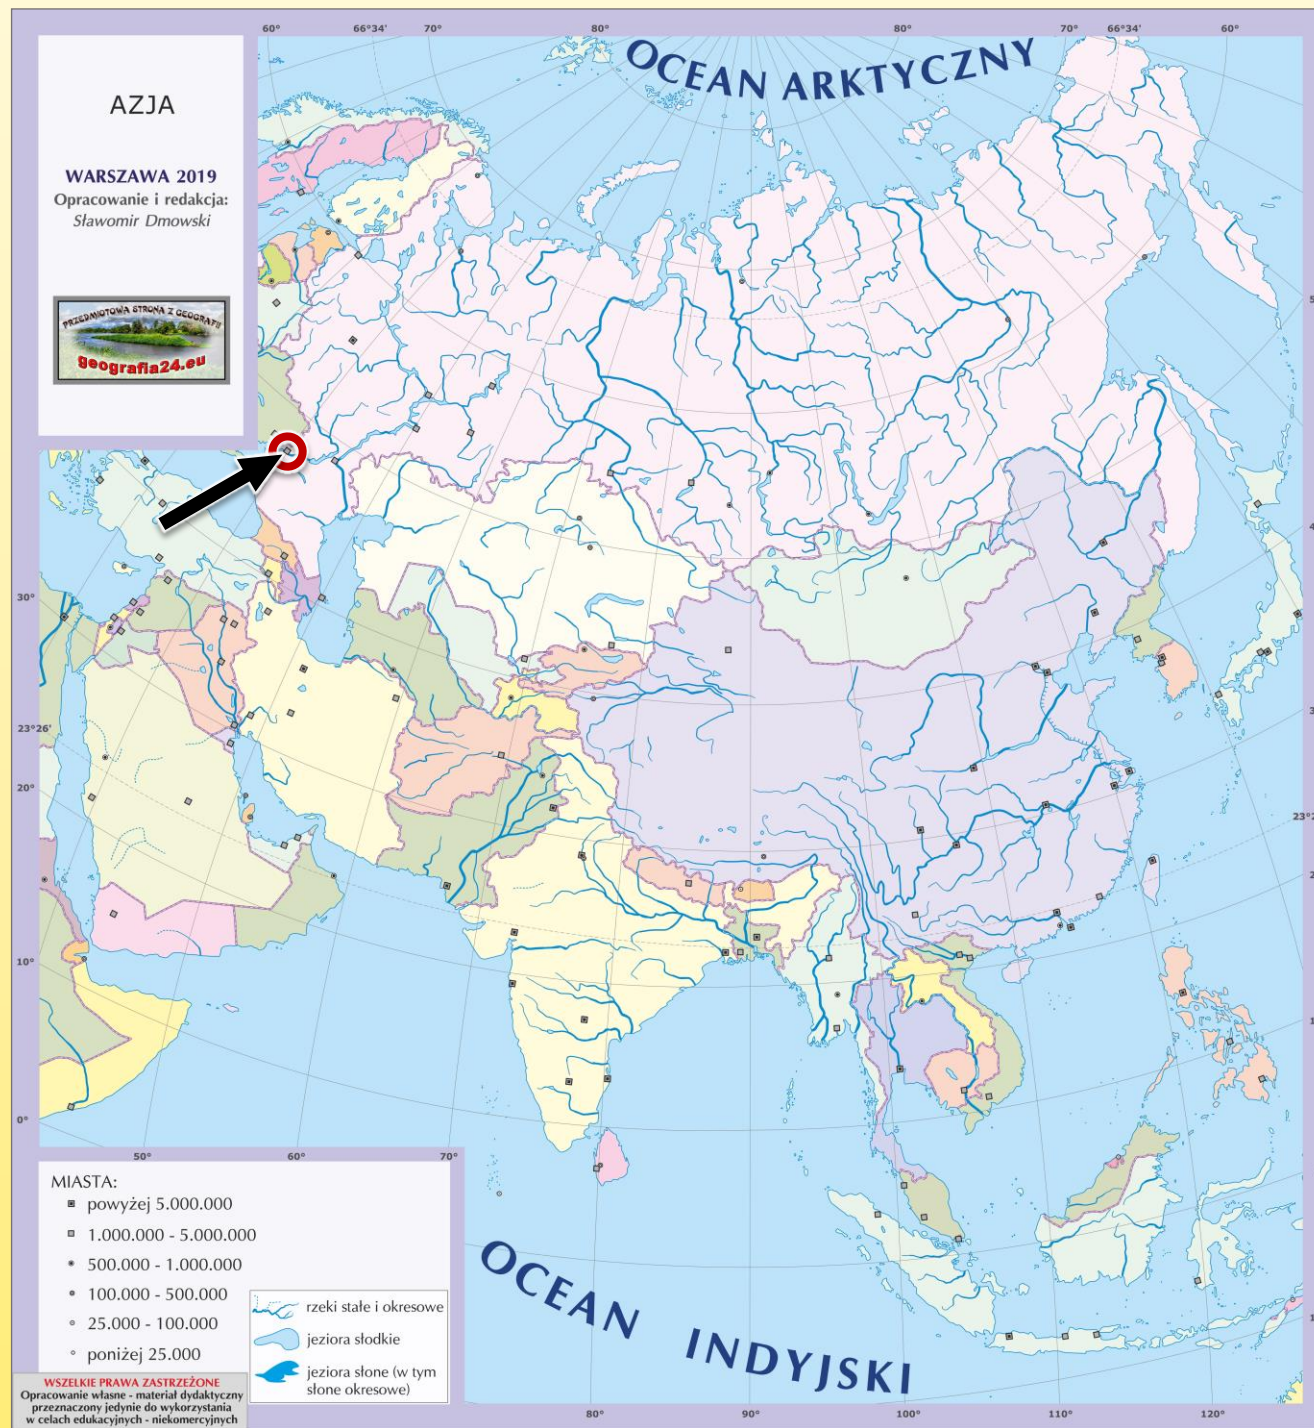 60°
66°34'
70°
80°
80°
70°
66°34'
60°
OCEAN ARKTYCZNY
AZJA
WARSZAWA 2019
Opracowanie i redakcja:
Sławomir Dmowski
PRZEDMIOTOWA STRONA Z GEOGRAFII
geografia24.eu
30°
23°26'
20°
10°
0°
50°
60°
70°
MIASTA:
powyżej 5.000.000
1.000.000 - 5.000.000
500.000 - 1.000.000
100.000 - 500.000
25.000 - 100.000
poniżej 25.000
rzeki stałe i okresowe
jeziora słodkie
jeziora słone (w tym
słone okresowe)
OCEAN INDYJSKI
WSZELKIE PRAWA ZASTRZEŻONE
Opracowanie własne - materiał dydaktyczny
przeznaczony jedynie do wykorzystania
w celach edukacyjnych - niekomercyjnych
80°
90°
100°
110°
120°